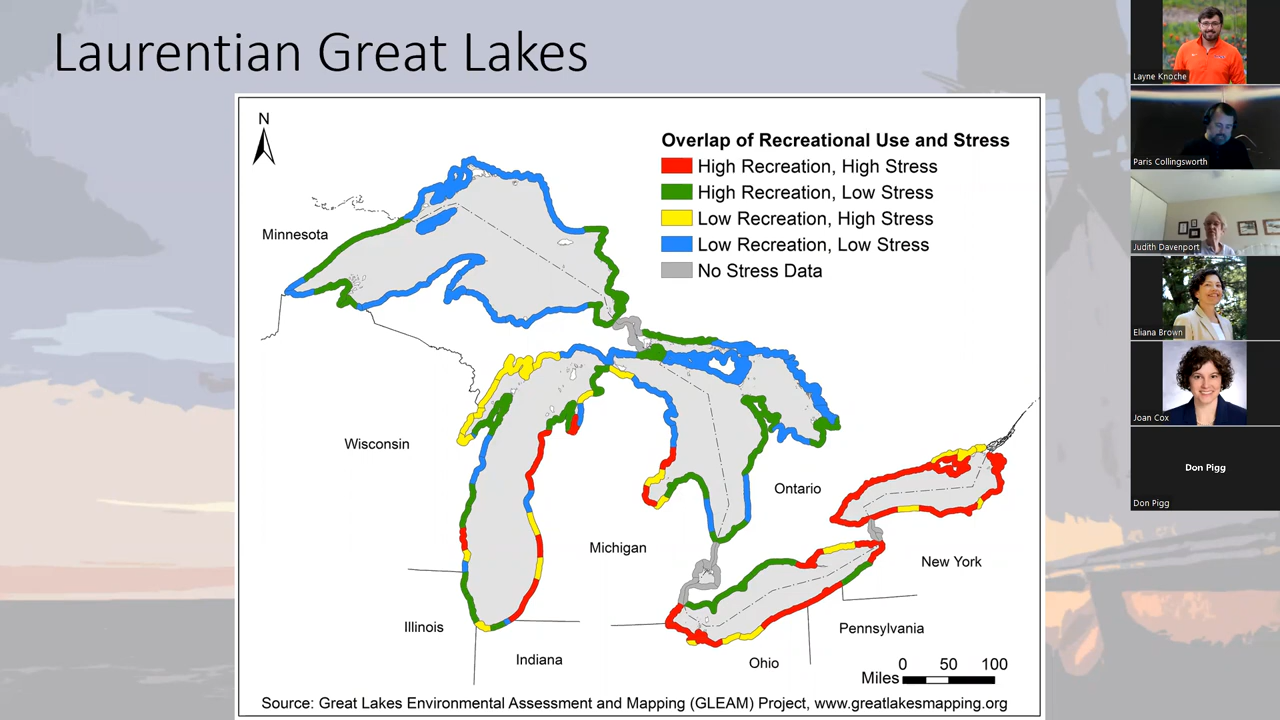 Laurentian Great Lakes
N
Overlap of Recreational Use and Stress
High Recreation, High Stress
High Recreation, Low Stress
Low Recreation, High Stress
Low Recreation, Low Stress
No Stress Data
Minnesota
Wisconsin
Ontario
Michigan
New York
Illinois
Pennsylvania
Indiana
Ohio
0 50 100
Miles
Source: Great Lakes Environmental Assessment and Mapping (GLEAM) Project, www.greatlakesmapping.org
Layne Knoche
Paris Collingsworth
Judith Davenport
Eliana Brown
Joan Cox
Don Pigg
Don Pigg